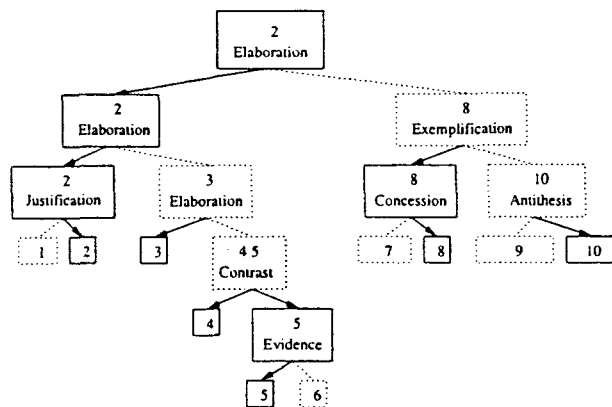 2
Elaboration
2
Elaboration
8
Exemplification
2
Justification
3
Elaboration
8
Concession
10
Antithesis
1
2
3
4 5
Contrast
7
8
9
10
4
5
Evidence
5
6